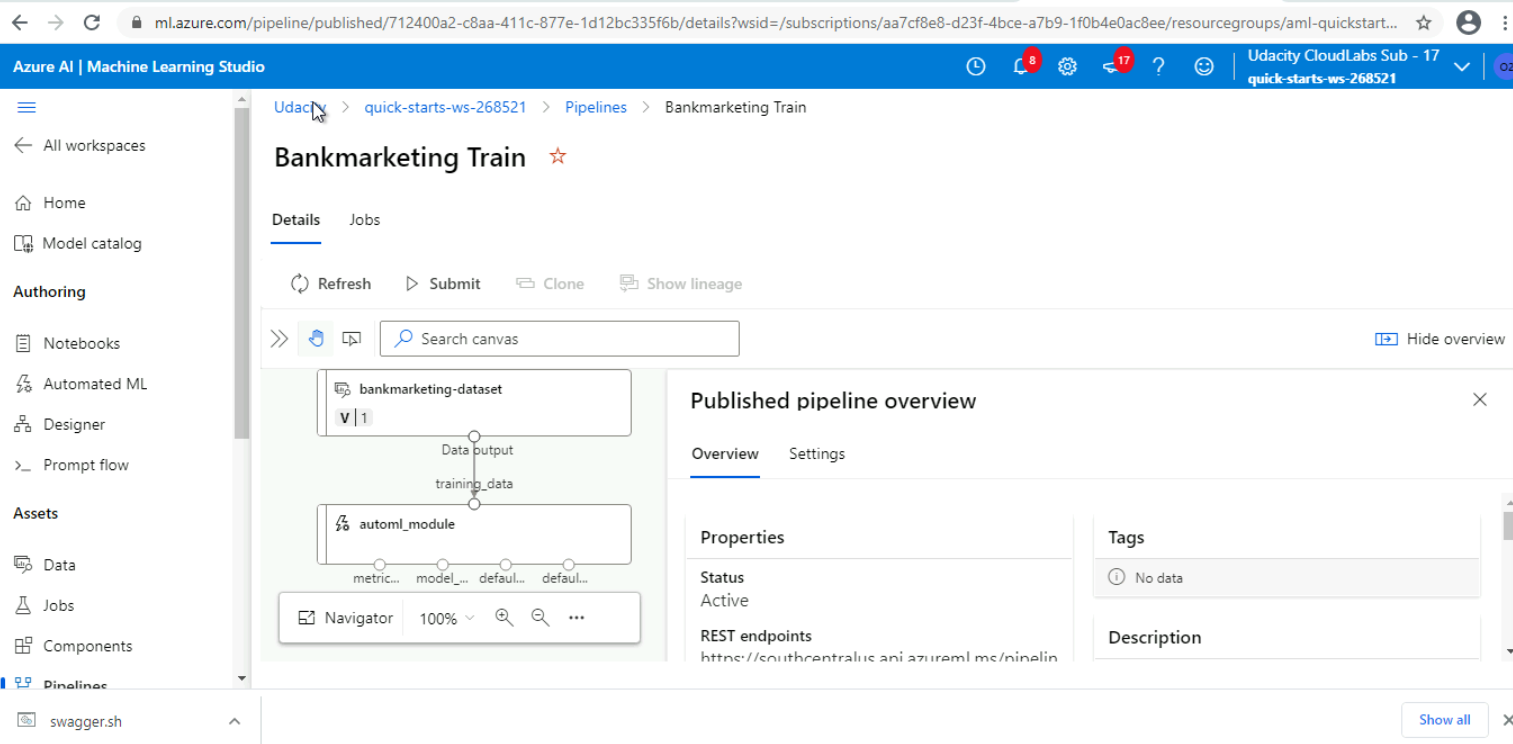 ml.azure.com/pipeline/published/712400a2-c8aa-411c-877e-1d12bc335f6b/details?wsid=/subscriptions/aa7cf8e8-d23f-4bce-a7b9-1f0b4e0ac8ee/resourcegroups/aml-quickstart...
Azure AI | Machine Learning Studio
8
17
Udacity CloudLabs Sub - 17
quick-starts-ws-268521
OZ
All workspaces
Home
Model catalog
Authoring
Notebooks
Automated ML
Designer
Prompt flow
Assets
Data
Jobs
Components
Pipelines
Udacity > quick-starts-ws-268521 > Pipelines > Bankmarketing Train
Bankmarketing Train
Details Jobs
Refresh Submit Clone Show lineage
Search canvas
Hide overview
bankmarketing-dataset
V | 1
Data output
training_data
automl_module
metric... model_... defaul... defaul...
Navigator 100%
Published pipeline overview
Overview Settings
Properties
Status
Active
REST endpoints
https://southcentralus.api.azureml.ms/pipelin
Tags
No data
Description
swagger.sh
Show all